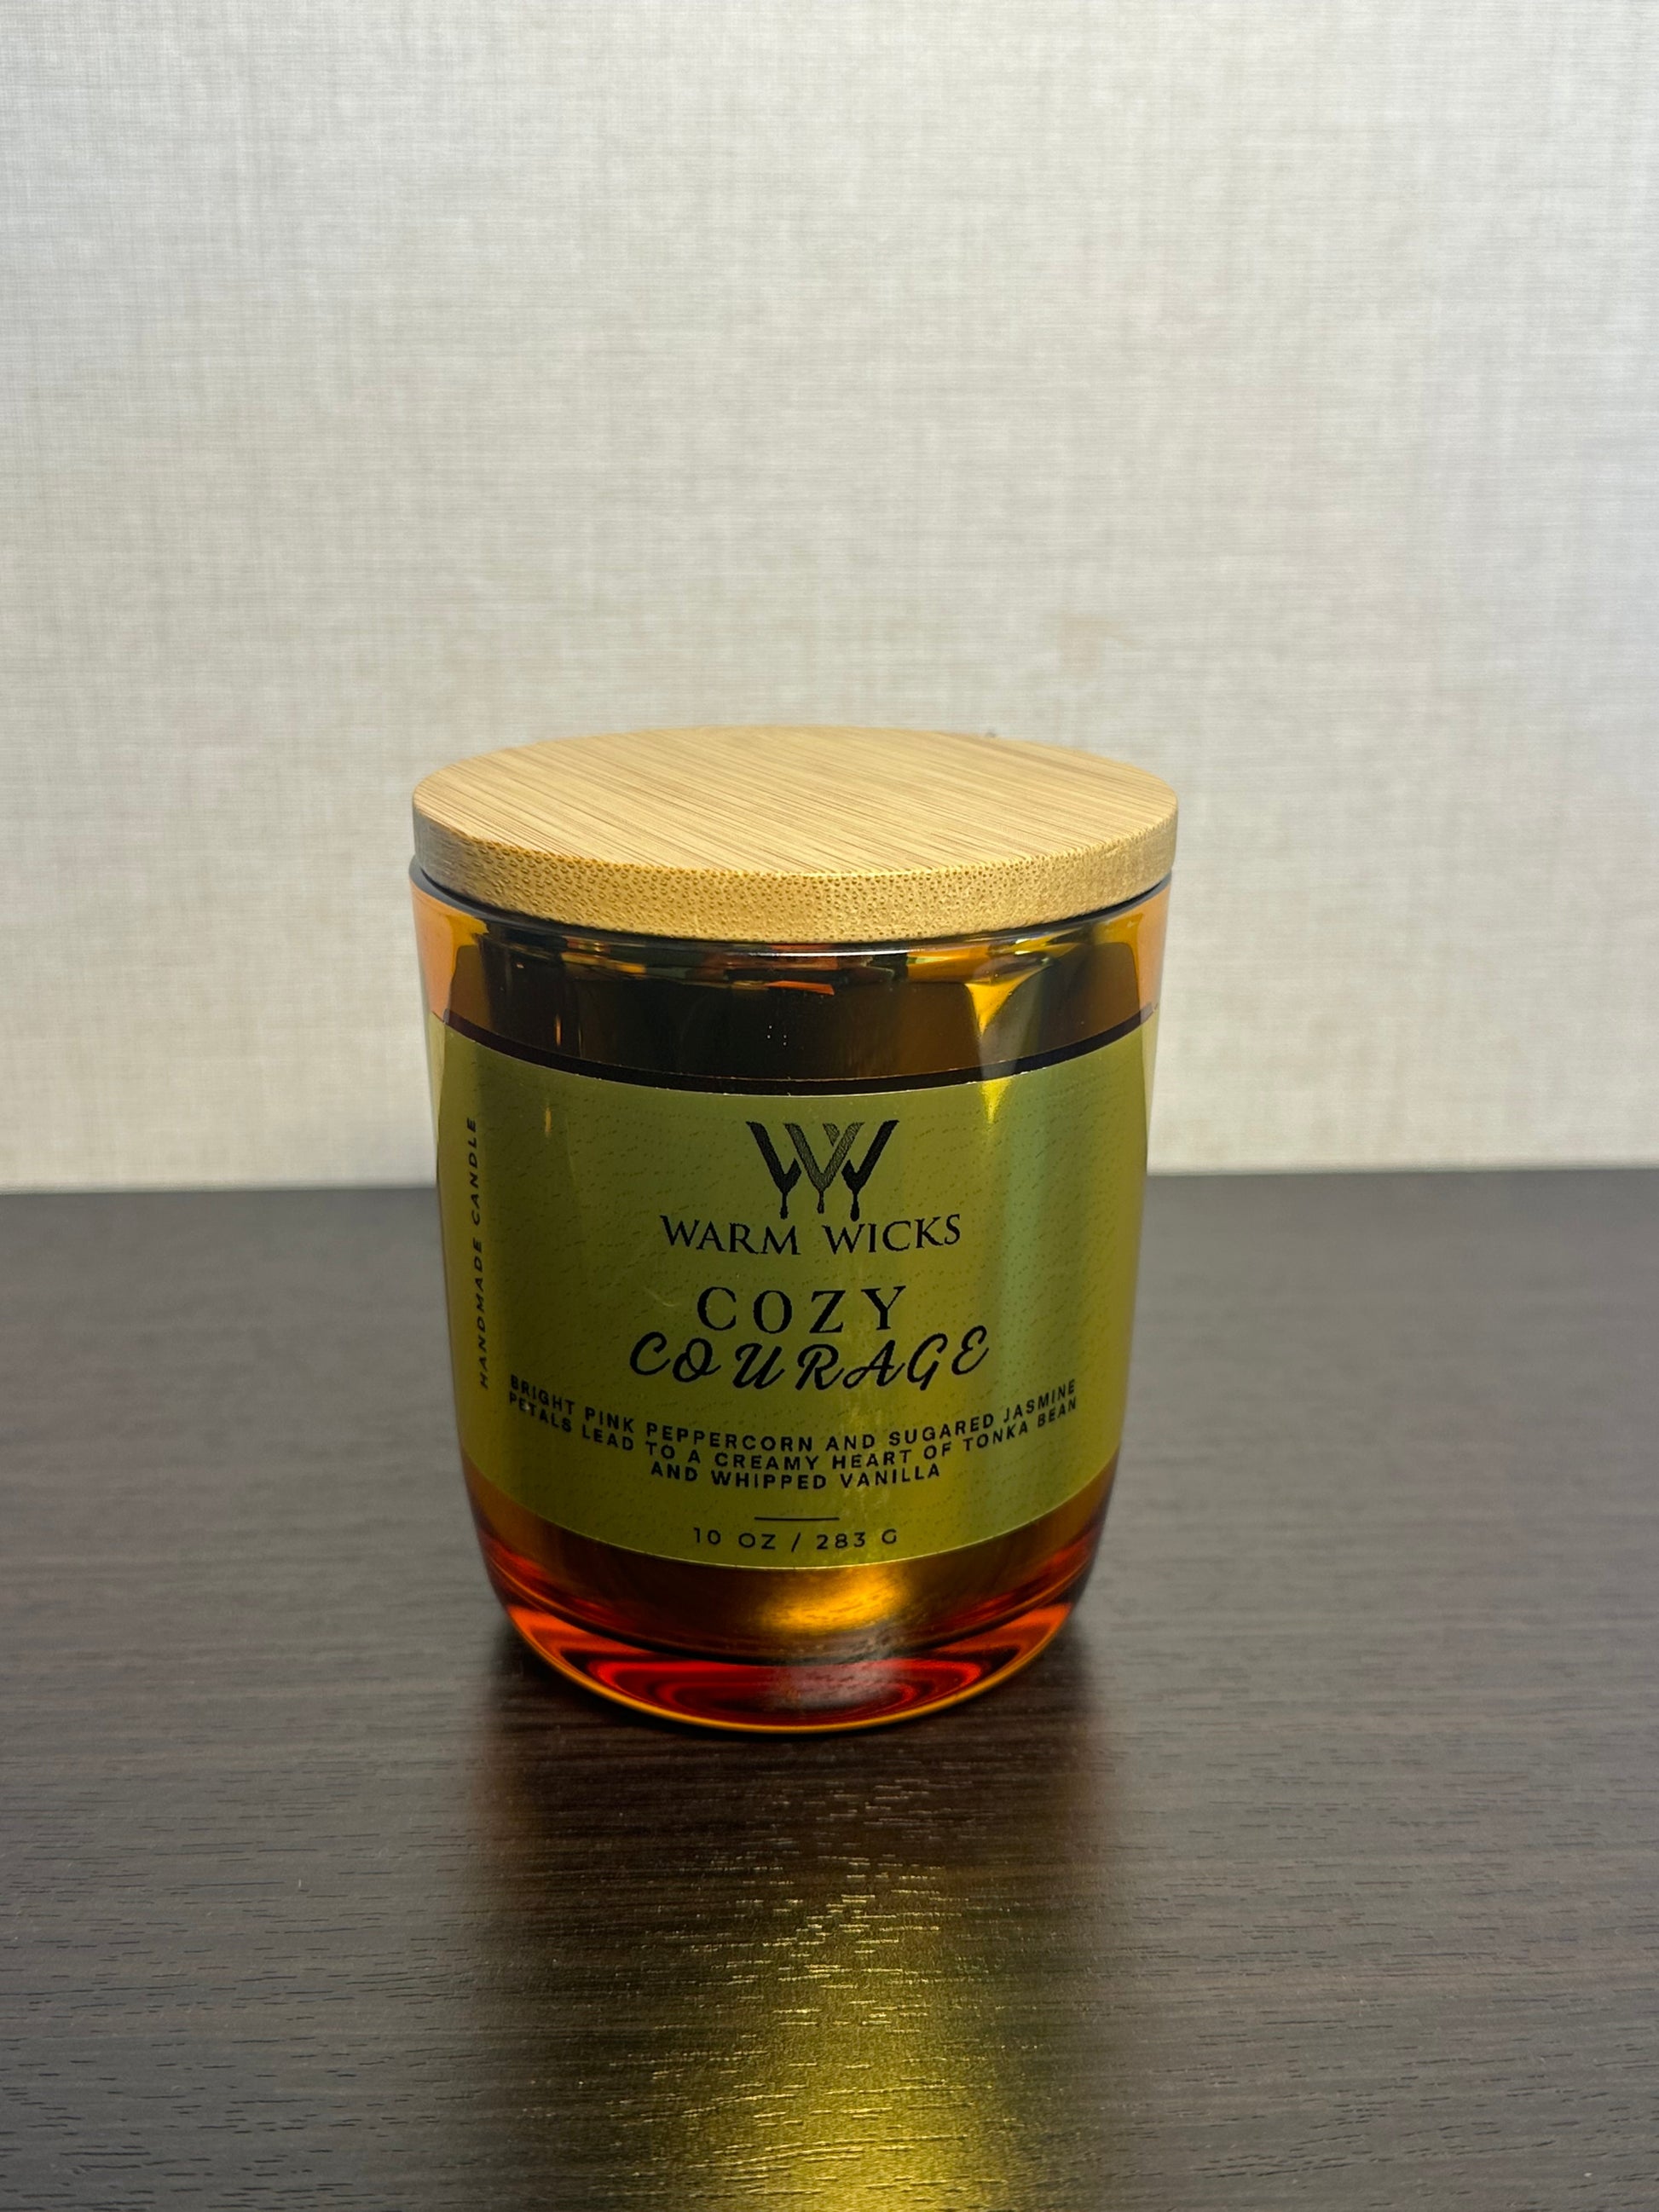 HANDMADE CANDLE
WARM WICKS
COZY
COURAGE
BRIGHT PINK PEPPERCORN AND SUGARED JASMINE
PETALS LEAD TO A CREAMY HEART OF TONKA BEAN
AND WHIPPED VANILLA
10 OZ / 283 G